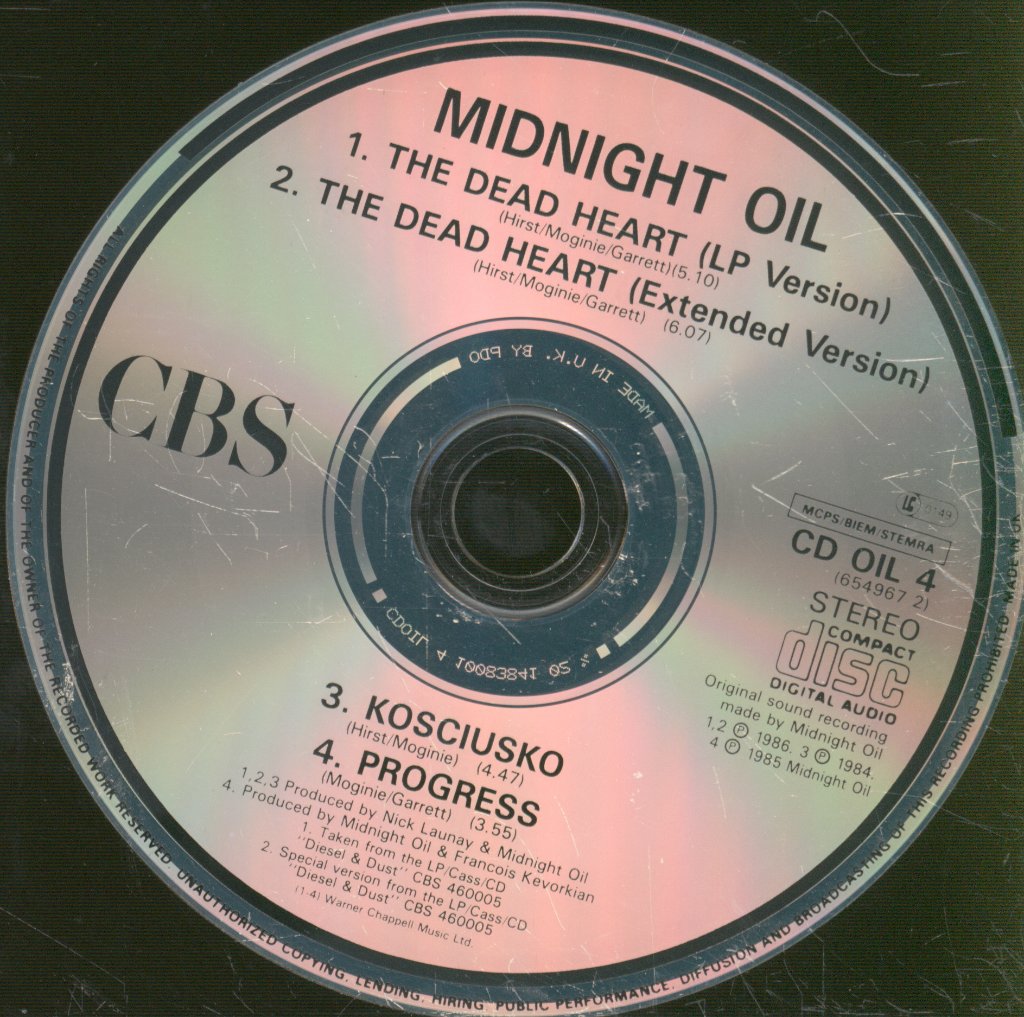 MIDNIGHT OIL
1. THE DEAD HEART (LP Version)
(Hirst/Moginie/Garrett)(5.10)
2. THE DEAD HEART (Extended Version)
(Hirst/Moginie/Garrett) (6.07)
CBS
MADE IN U.K. BY PDO
CDOIL 4 10083841 02 %
LC 0149
MCPS/BIEM/STEMRA
CD OIL 4
(654967 2)
STEREO
COMPACT
disc
DIGITAL AUDIO
Original sound recording
made by Midnight Oil
1,2 ℗ 1986. 3 ℗ 1984.
4 ℗ 1985 Midnight Oil
3. KOSCIUSKO
(Hirst/Moginie) (4.47)
4. PROGRESS
(Moginie/Garrett) (3.55)
1,2,3 Produced by Nick Launay & Midnight Oil
4. Produced by Midnight Oil & Francois Kevorkian
1. Taken from the LP/Cass/CD
"Diesel & Dust" CBS 460005
2. Special version from the LP/Cass/CD
"Diesel & Dust" CBS 460005
(1-4) Warner Chappell Music Ltd.
ALL RIGHTS OF THE PRODUCER AND OF THE OWNER OF THE RECORDED WORK RESERVED. UNAUTHORIZED COPYING, LENDING, HIRING, PUBLIC PERFORMANCE, DIFFUSION AND BROADCASTING OF THIS RECORDING PROHIBITED. MADE IN UK